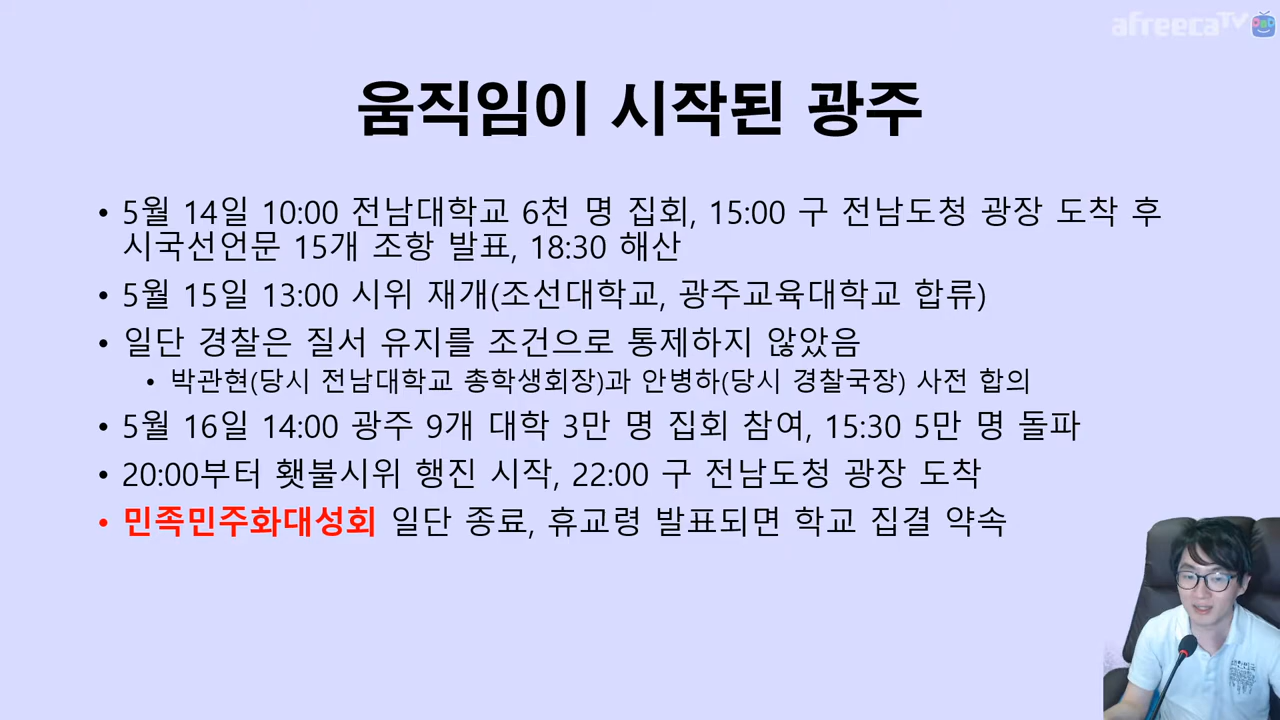 afreecaTV
움직임이 시작된 광주
• 5월 14일 10:00 전남대학교 6천 명 집회, 15:00 구 전남도청 광장 도착 후
시국선언문 15개 조항 발표, 18:30 해산
• 5월 15일 13:00 시위 재개(조선대학교, 광주교육대학교 합류)
• 일단 경찰은 질서 유지를 조건으로 통제하지 않았음
• 박관현(당시 전남대학교 총학생회장)과 안병하(당시 경찰국장) 사전 합의
• 5월 16일 14:00 광주 9개 대학 3만 명 집회 참여, 15:30 5만 명 돌파
• 20:00부터 횃불시위 행진 시작, 22:00 구 전남도청 광장 도착
• 민족민주화대성회 일단 종료, 휴교령 발표되면 학교 집결 약속